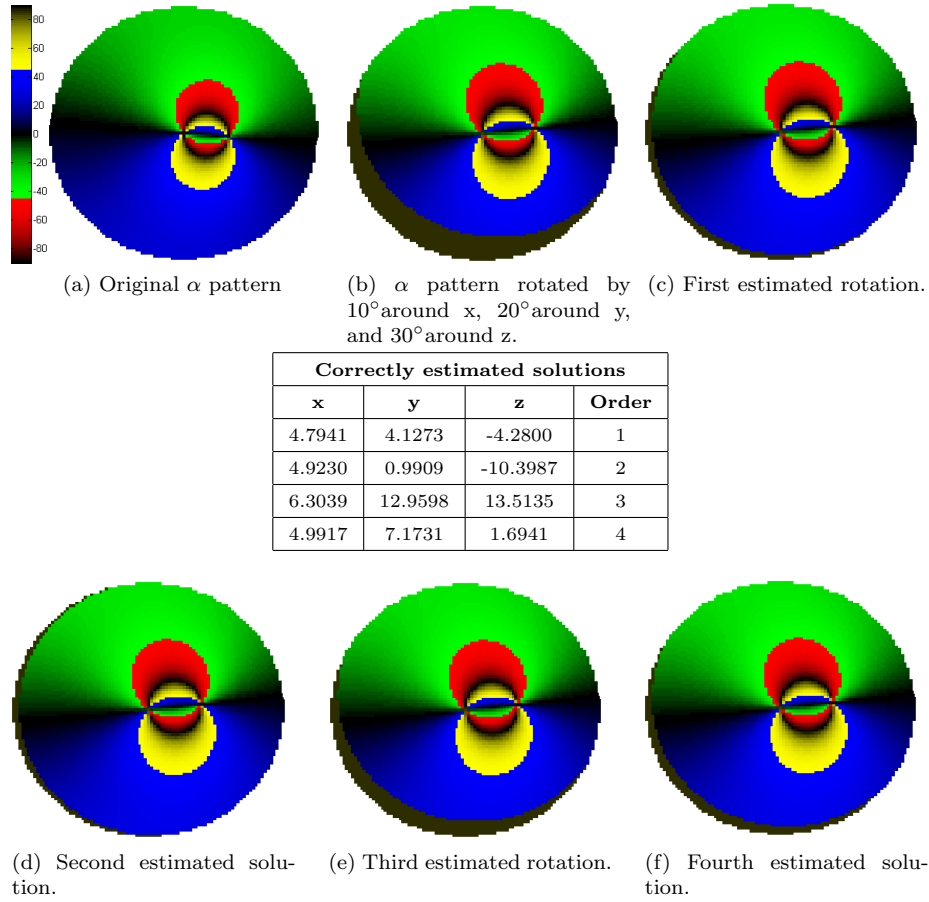 80
60
40
20
0
-20
-40
-60
-80
(a) Original α pattern
(b) α pattern rotated by
10°around x, 20°around y,
and 30°around z.
(c) First estimated rotation.
Correctly estimated solutions
x y z Order
4.7941 4.1273 -4.2800 1
4.9230 0.9909 -10.3987 2
6.3039 12.9598 13.5135 3
4.9917 7.1731 1.6941 4
(d) Second estimated solu-
tion.
(e) Third estimated rotation.
(f) Fourth estimated solu-
tion.